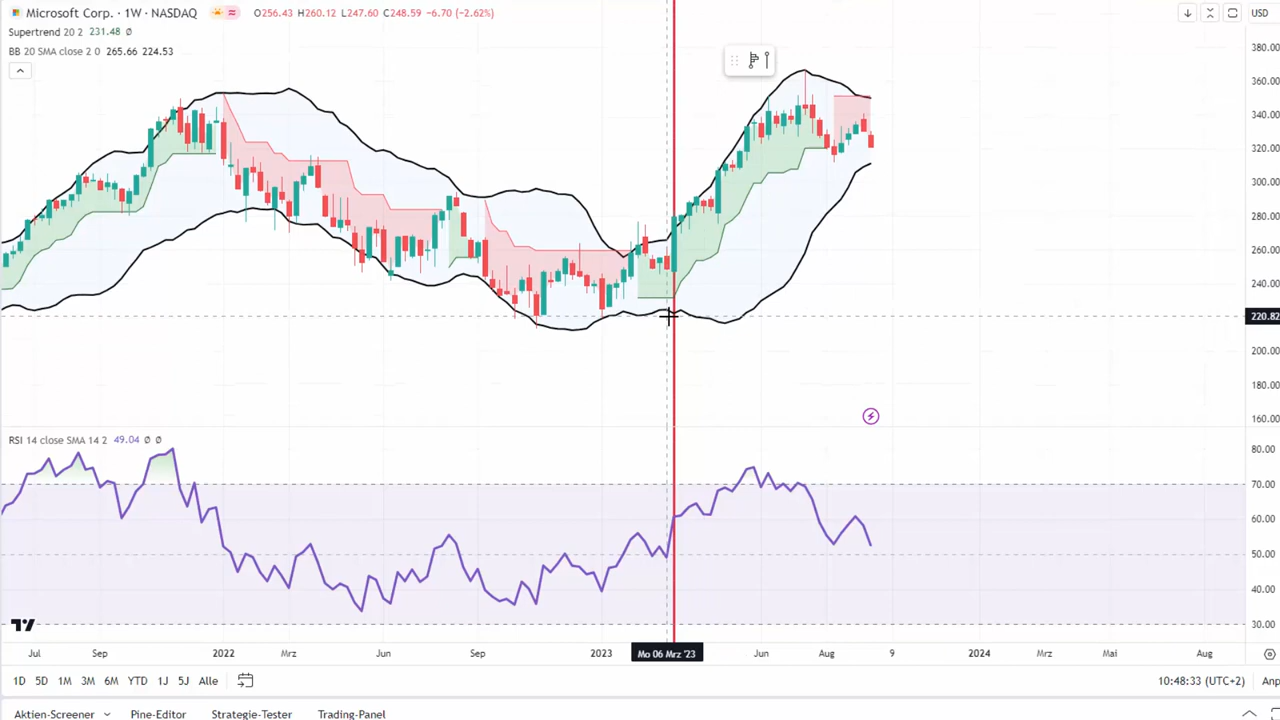 Microsoft Corp. · 1W · NASDAQ O256.43 H260.12 L247.60 C248.59 -6.70 (-2.62%) USD
Supertrend 20 2 231.48 Ø
BB 20 SMA close 2 0 265.66 224.53
380.00
360.00
340.00
320.00
300.00
280.00
260.00
240.00
220.82
200.00
180.00
160.00
RSI 14 close SMA 14 2 49.04 Ø Ø
80.00
70.00
60.00
50.00
40.00
30.00
Jul Sep 2022 Mrz Jun Sep 2023 Mo 06 Mrz '23 Jun Aug 9 2024 Mrz Mai Aug
1D 5D 1M 3M 6M YTD 1J 5J Alle 10:48:33 (UTC+2) Anp
Aktien-Screener Pine-Editor Strategie-Tester Trading-Panel